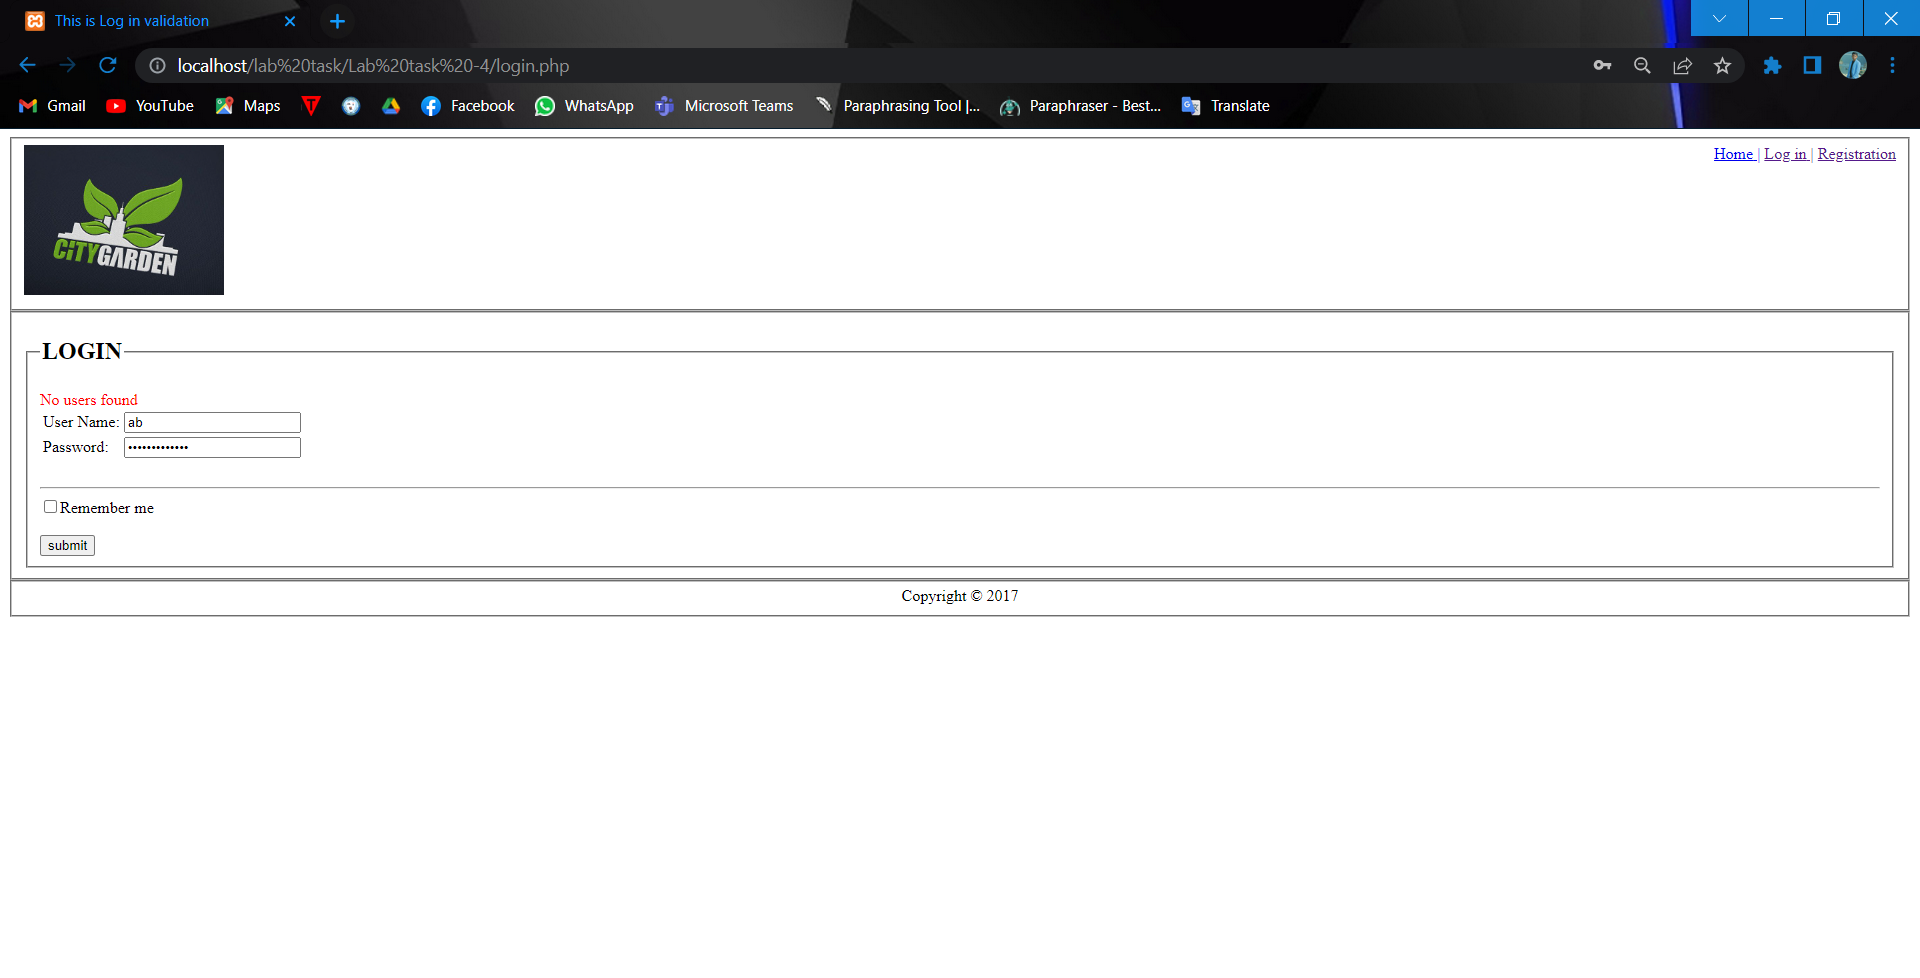 This is Log in validation
localhost/lab%20task/Lab%20task%20-4/login.php
Gmail YouTube Maps Facebook WhatsApp Microsoft Teams Paraphrasing Tool |... Paraphraser - Best... Translate
Home | Log in | Registration
CITYGARDEN
LOGIN
No users found
User Name: ab
Password: •••••••••••••
Remember me
submit
Copyright © 2017